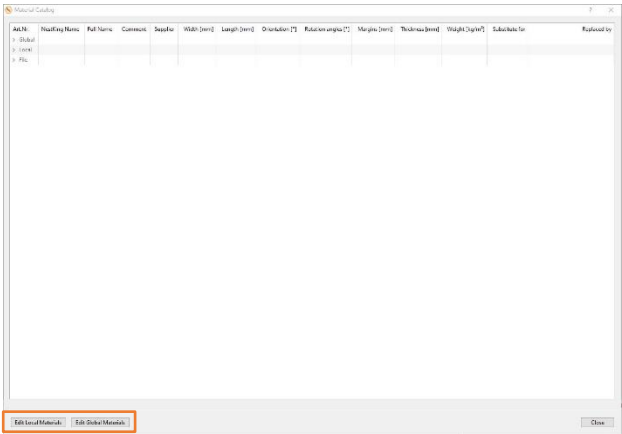 Material Catalog
Art.Nr. NestKing Name Full Name Comment Supplier Width [mm] Length [mm] Orientation [°] Rotation angles [°] Margins [mm] Thickness [mm] Weight [kg/m²] Substitute for Replaced by
Global
Local
File
Edit Local Materials Edit Global Materials Close